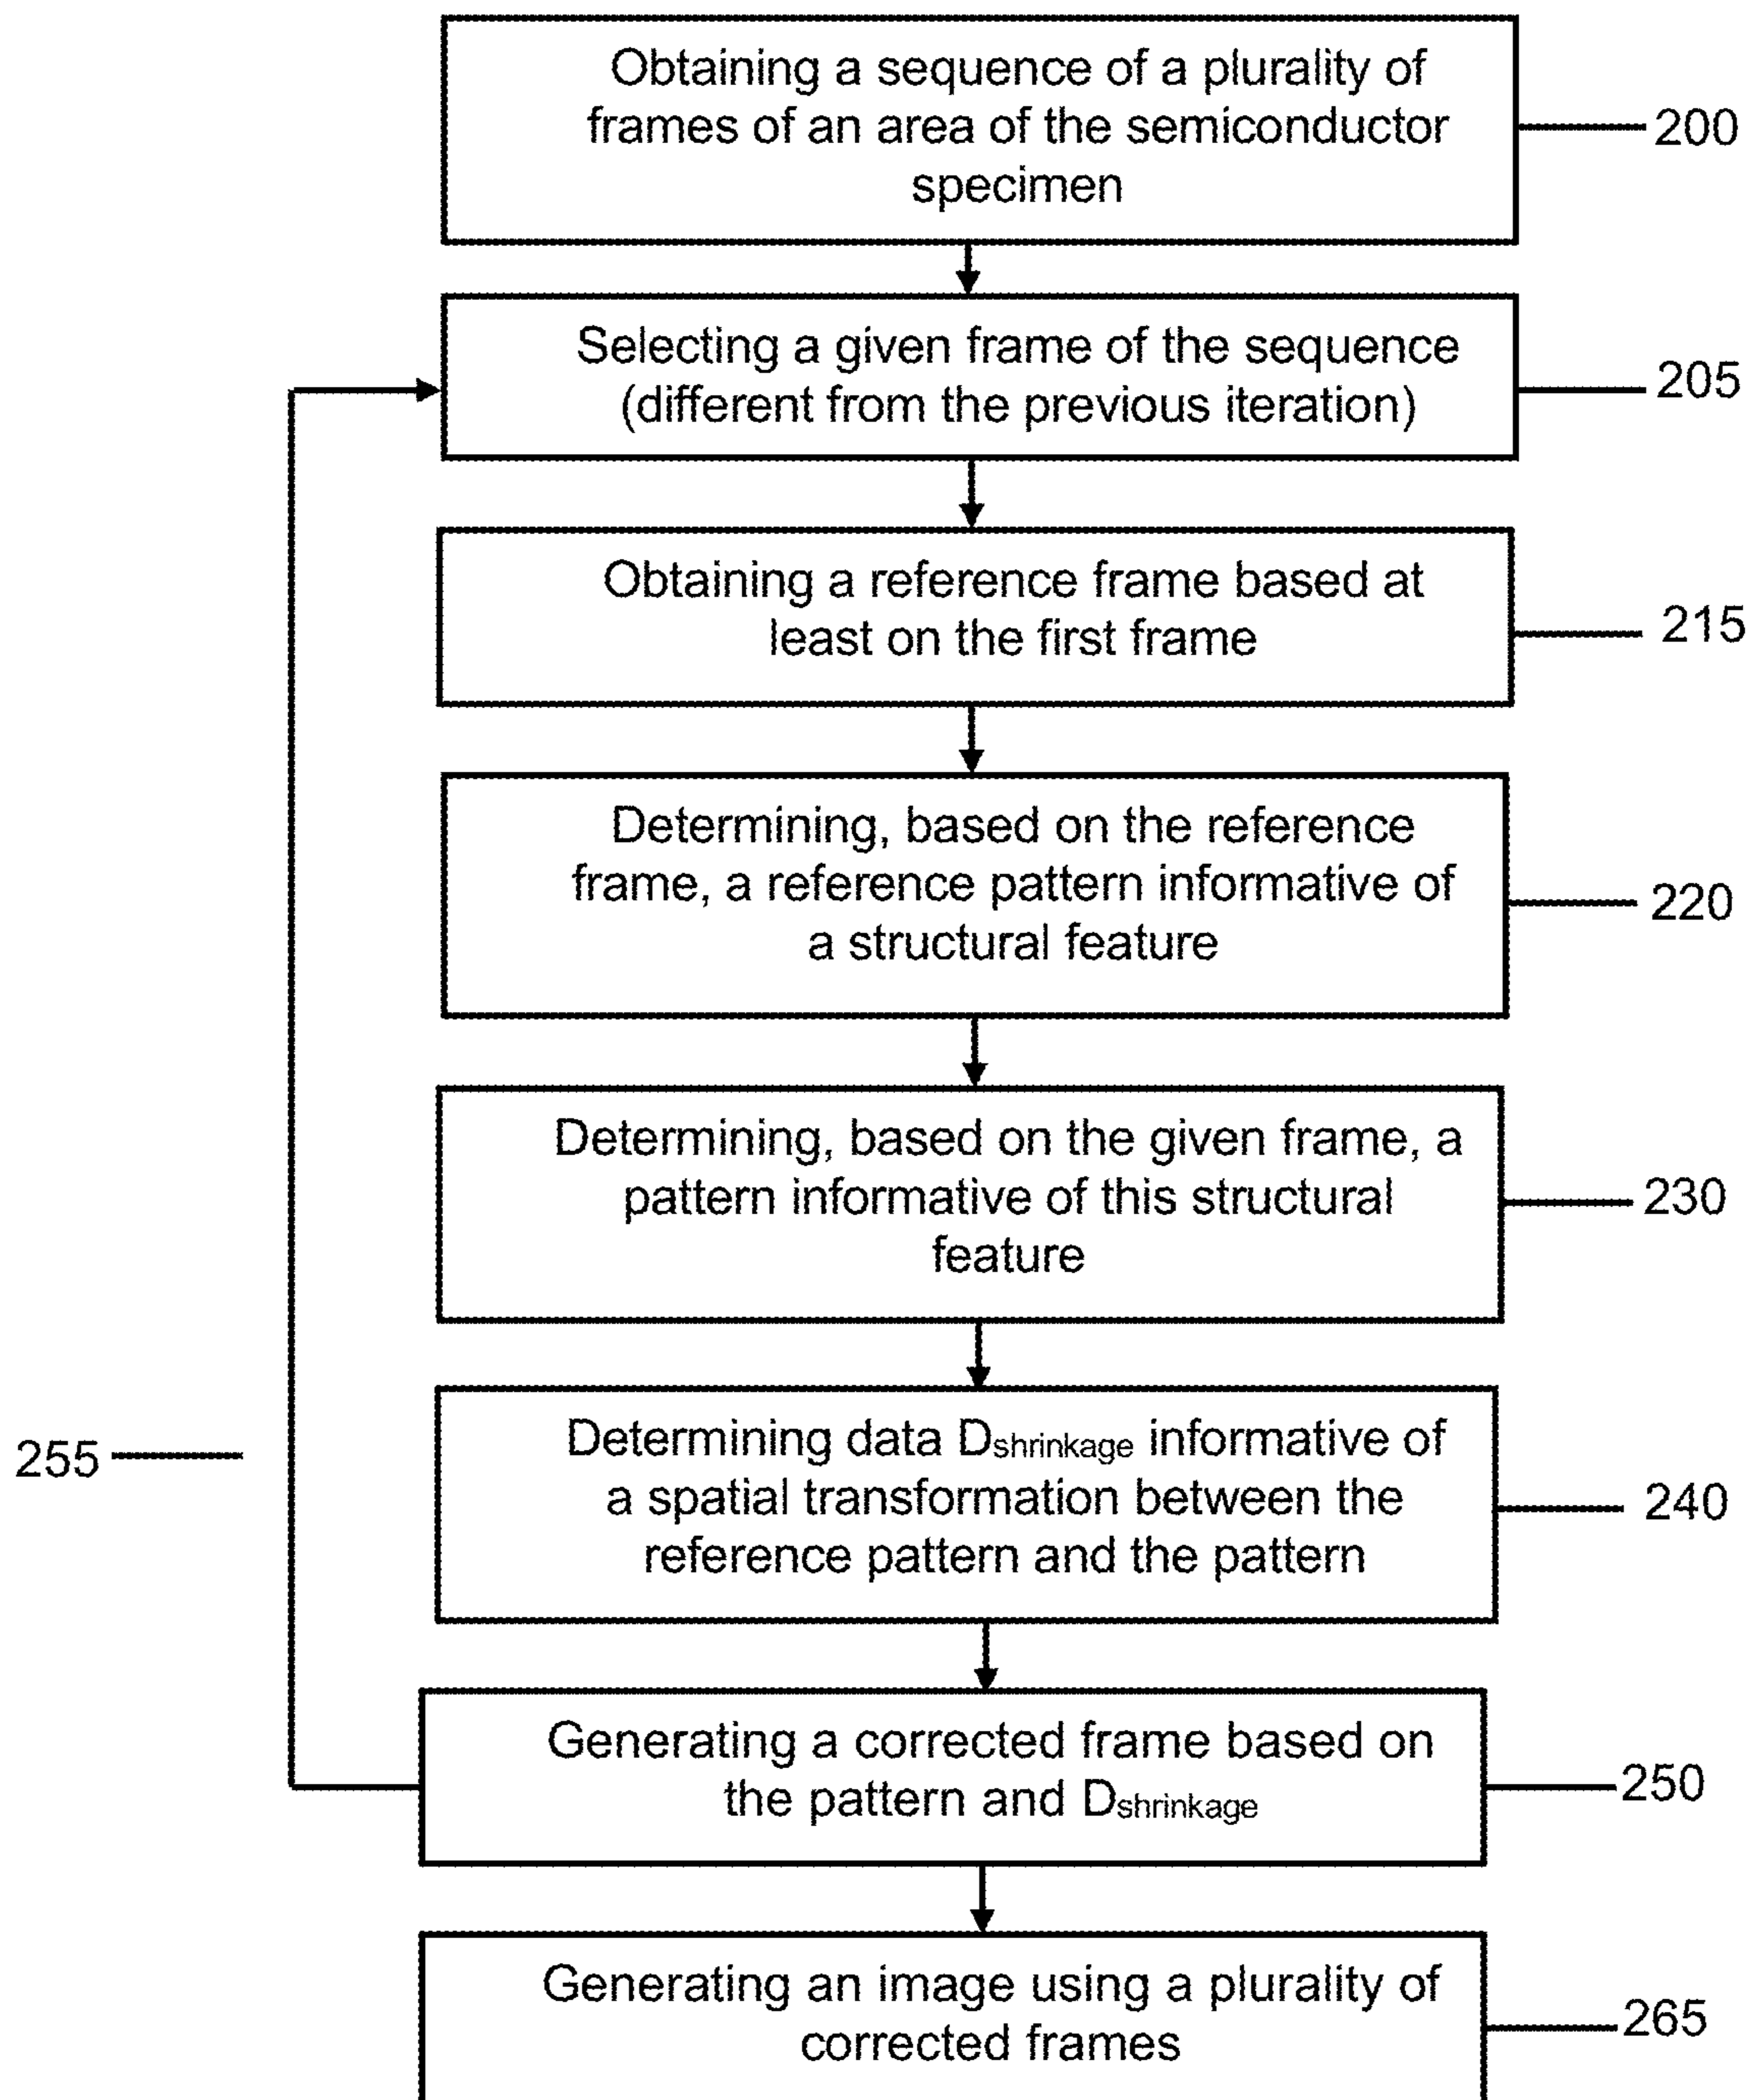 Obtaining a sequence of a plurality of
frames of an area of the semiconductor
specimen
200
Selecting a given frame of the sequence
(different from the previous iteration)
205
Obtaining a reference frame based at
least on the first frame
215
Determining, based on the reference
frame, a reference pattern informative of
a structural feature
220
Determining, based on the given frame, a
pattern informative of this structural
feature
230
255
Determining data Dshrinkage informative of
a spatial transformation between the
reference pattern and the pattern
240
Generating a corrected frame based on
the pattern and Dshrinkage
250
Generating an image using a plurality of
corrected frames
265